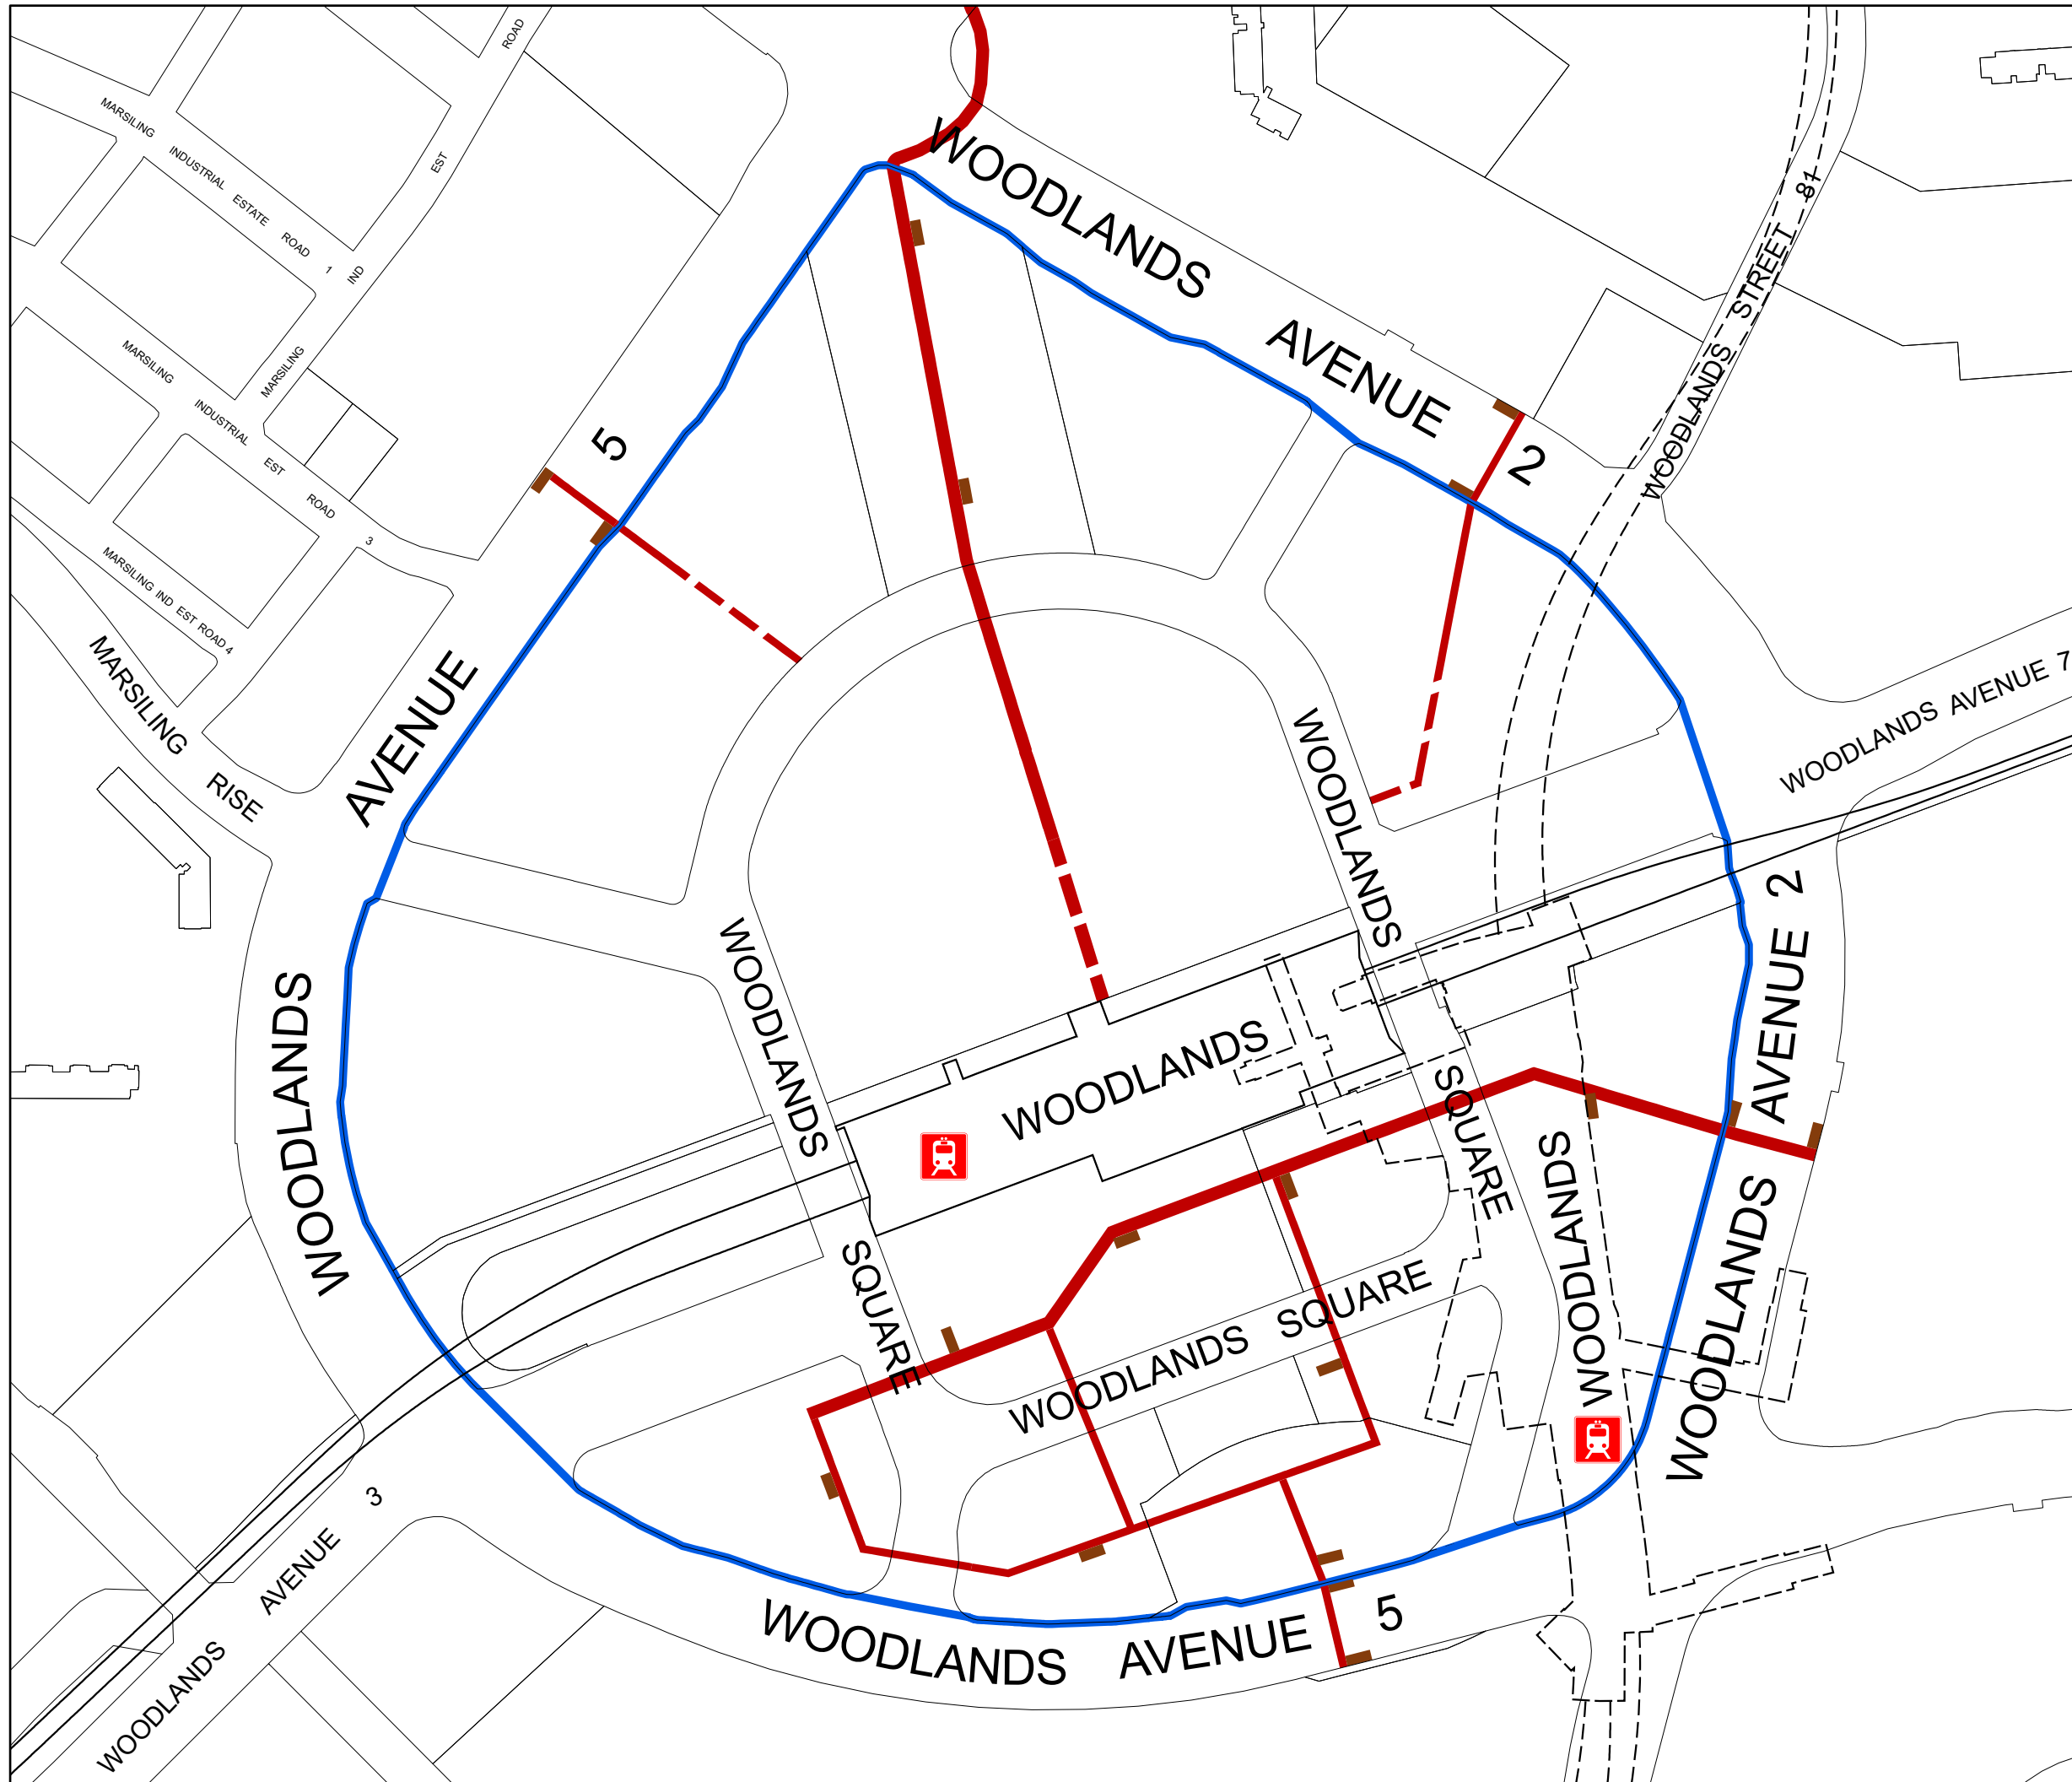 ROAD
EST
IND
MARSILING
MARSILING INDUSTRIAL ESTATE ROAD 1
MARSILING INDUSTRIAL EST ROAD 3
MARSILING IND EST ROAD 4
MARSILING RISE
WOODLANDS AVENUE 2
WOODLANDS STREET 81
WOODLANDS AVENUE 7
WOODLANDS AVENUE 5
WOODLANDS SQUARE
WOODLANDS SQUARE
WOODLANDS
WOODLANDS SQUARE
WOODLANDS
WOODLANDS AVENUE 2
WOODLANDS AVENUE 3
WOODLANDS AVENUE 5